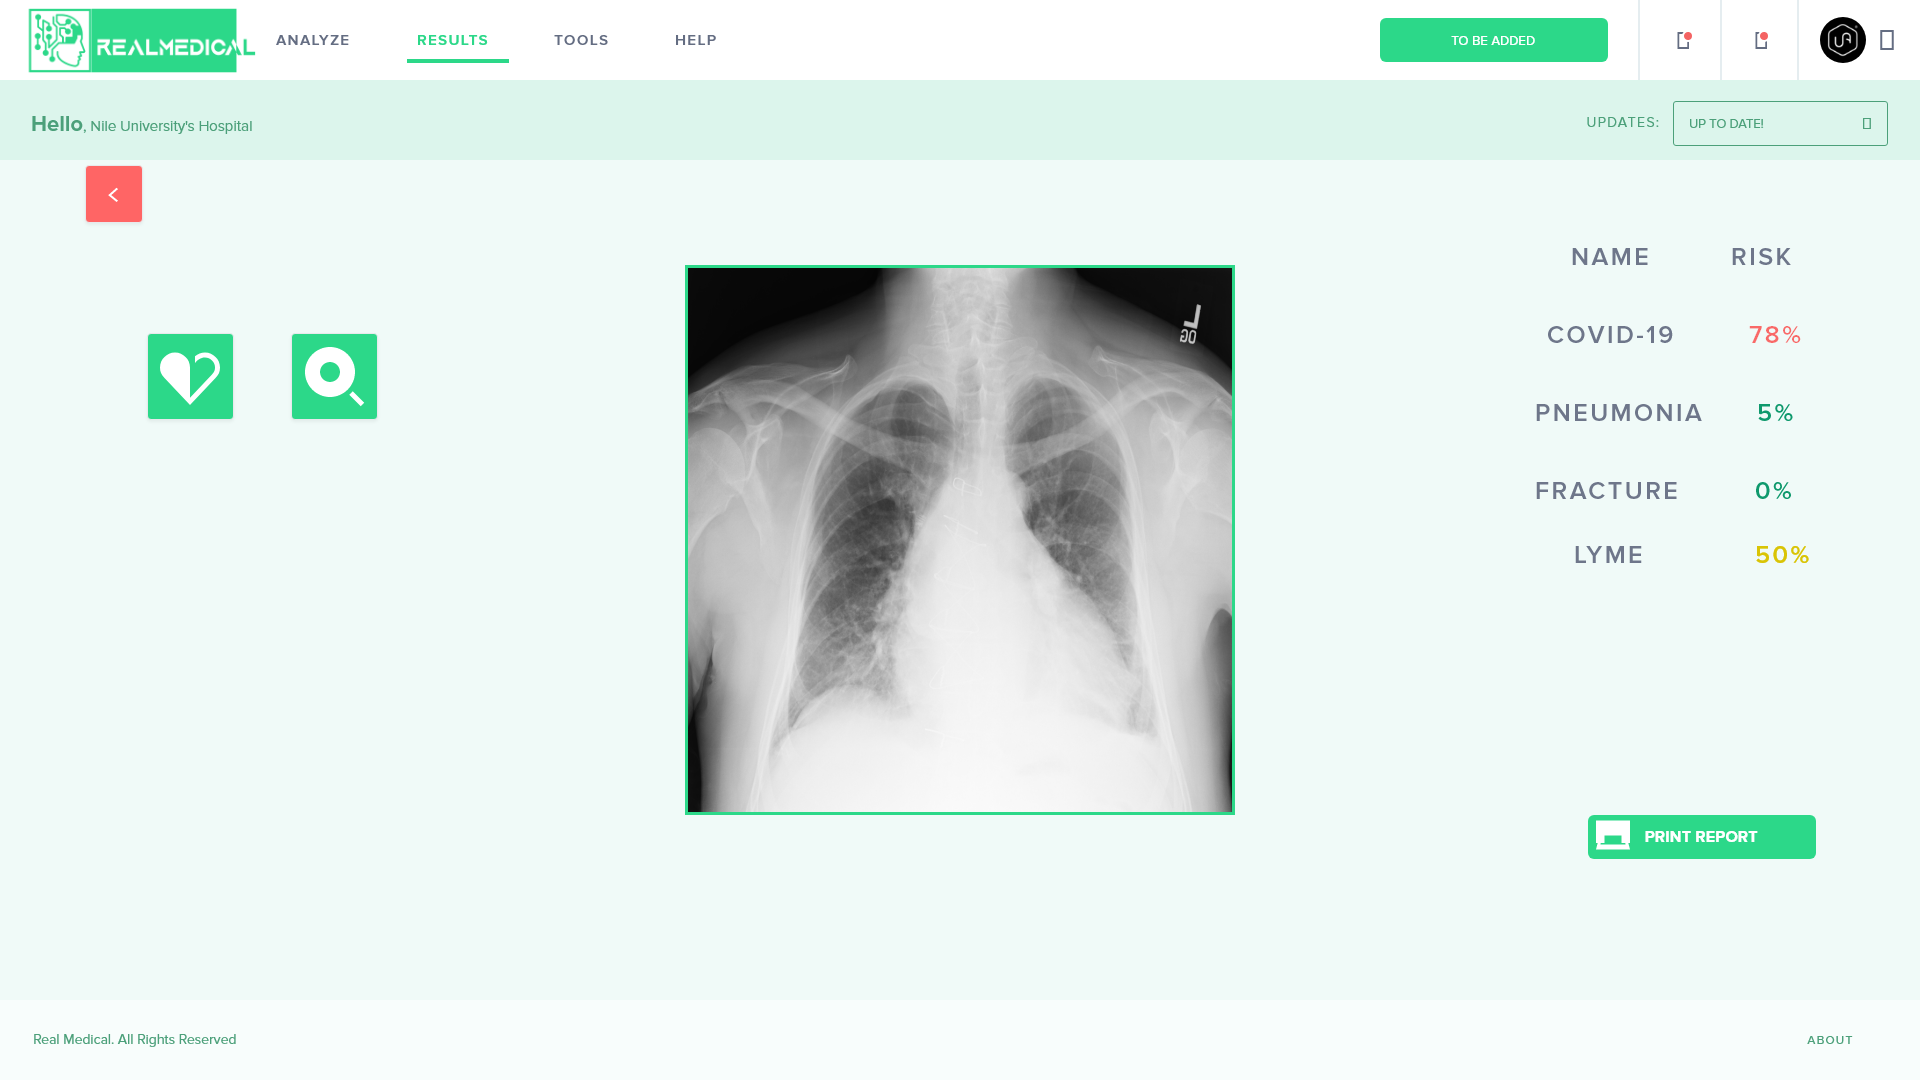 REALMEDICAL
ANALYZE
RESULTS
TOOLS
HELP
TO BE ADDED
Hello, Nile University's Hospital
UPDATES:
UP TO DATE!
<
NAME RISK
COVID-19 78%
PNEUMONIA 5%
FRACTURE 0%
LYME 50%
L
PRINT REPORT
Real Medical. All Rights Reserved
ABOUT